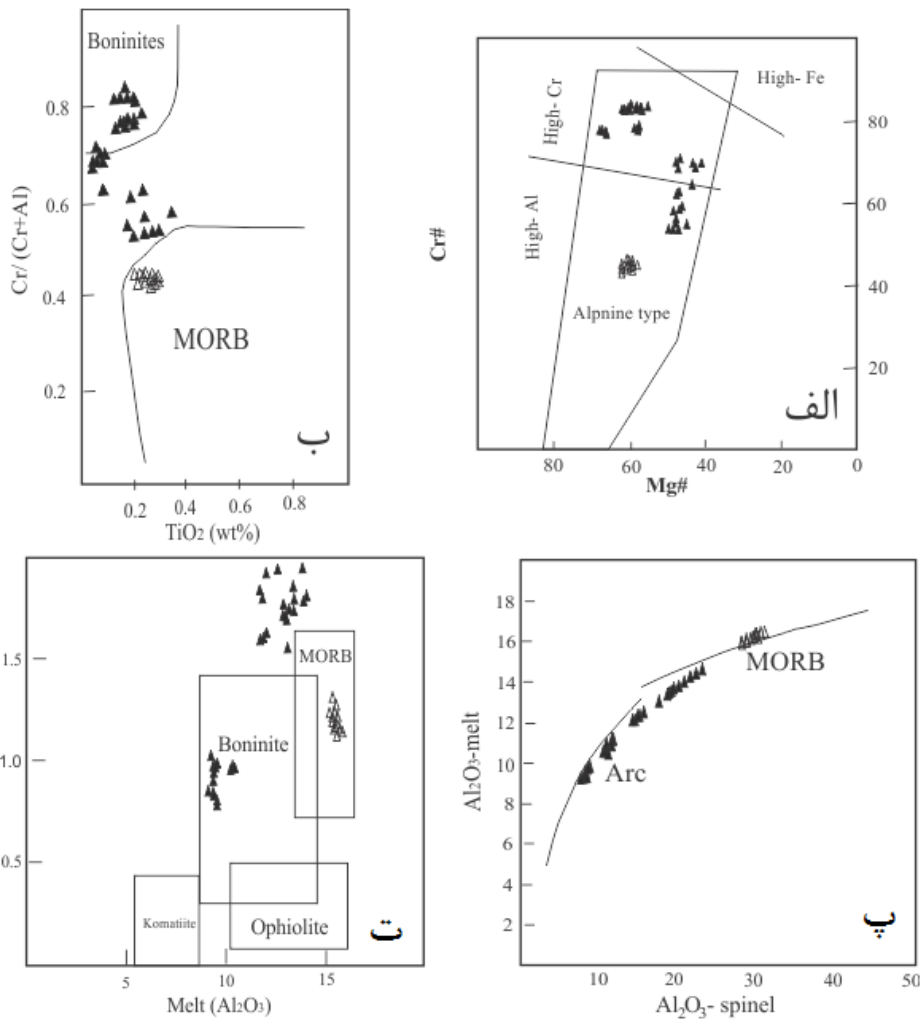 Boninites
0.8
0.6
0.4
0.2
Cr/ (Cr+Al)
MORB
ب
0.2 0.4 0.6 0.8
TiO2 (wt%)
High- Fe
High- Cr
High- Al
Cr#
80
60
40
20
Alpnine type
الف
80 60 40 20 0
Mg#
1.5
1.0
0.5
MORB
Boninite
Komatiite
Ophiolite
ت
5 10 15
Melt (Al2O3)
18
16
14
12
10
8
6
4
2
Al2O3-melt
MORB
Arc
پ
10 20 30 40 50
Al2O3- spinel